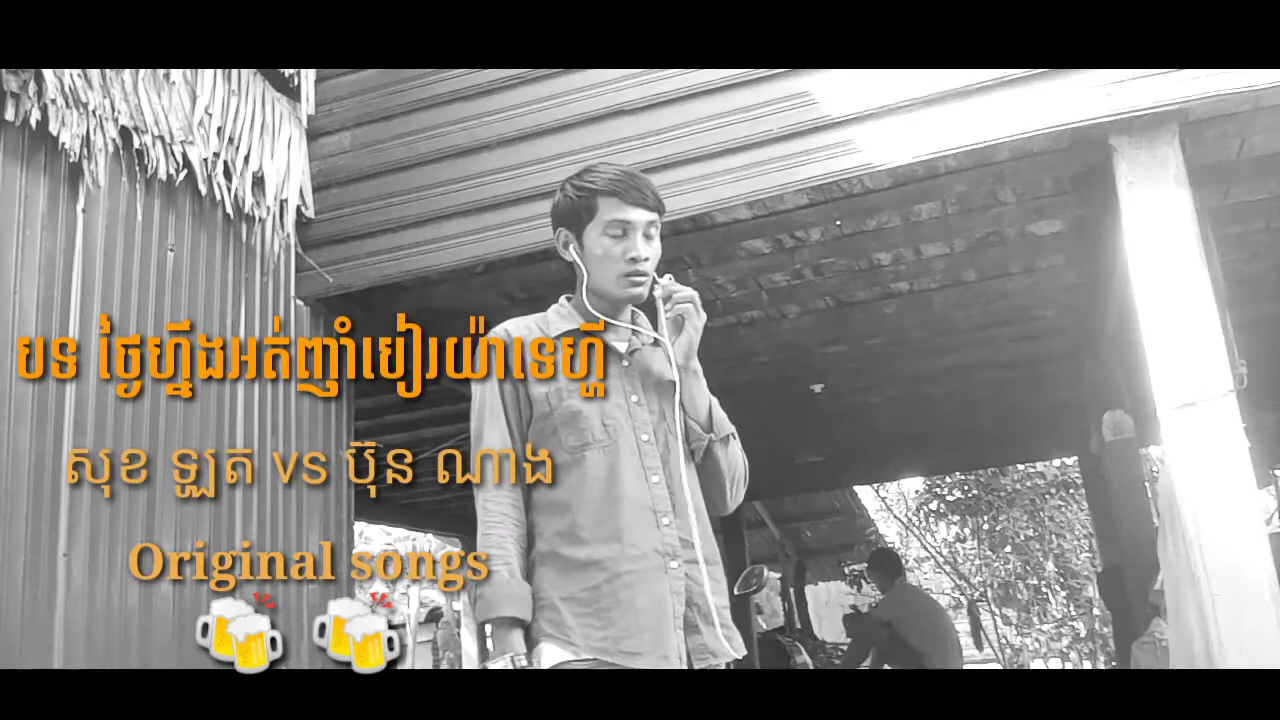 បទ ថ្ងៃហ្នឹងអត់ញ៉ាំបៀរយ៉ាទេហ្ហី
សុខ ឡូត vs ប៊ុន ណាង
Original songs